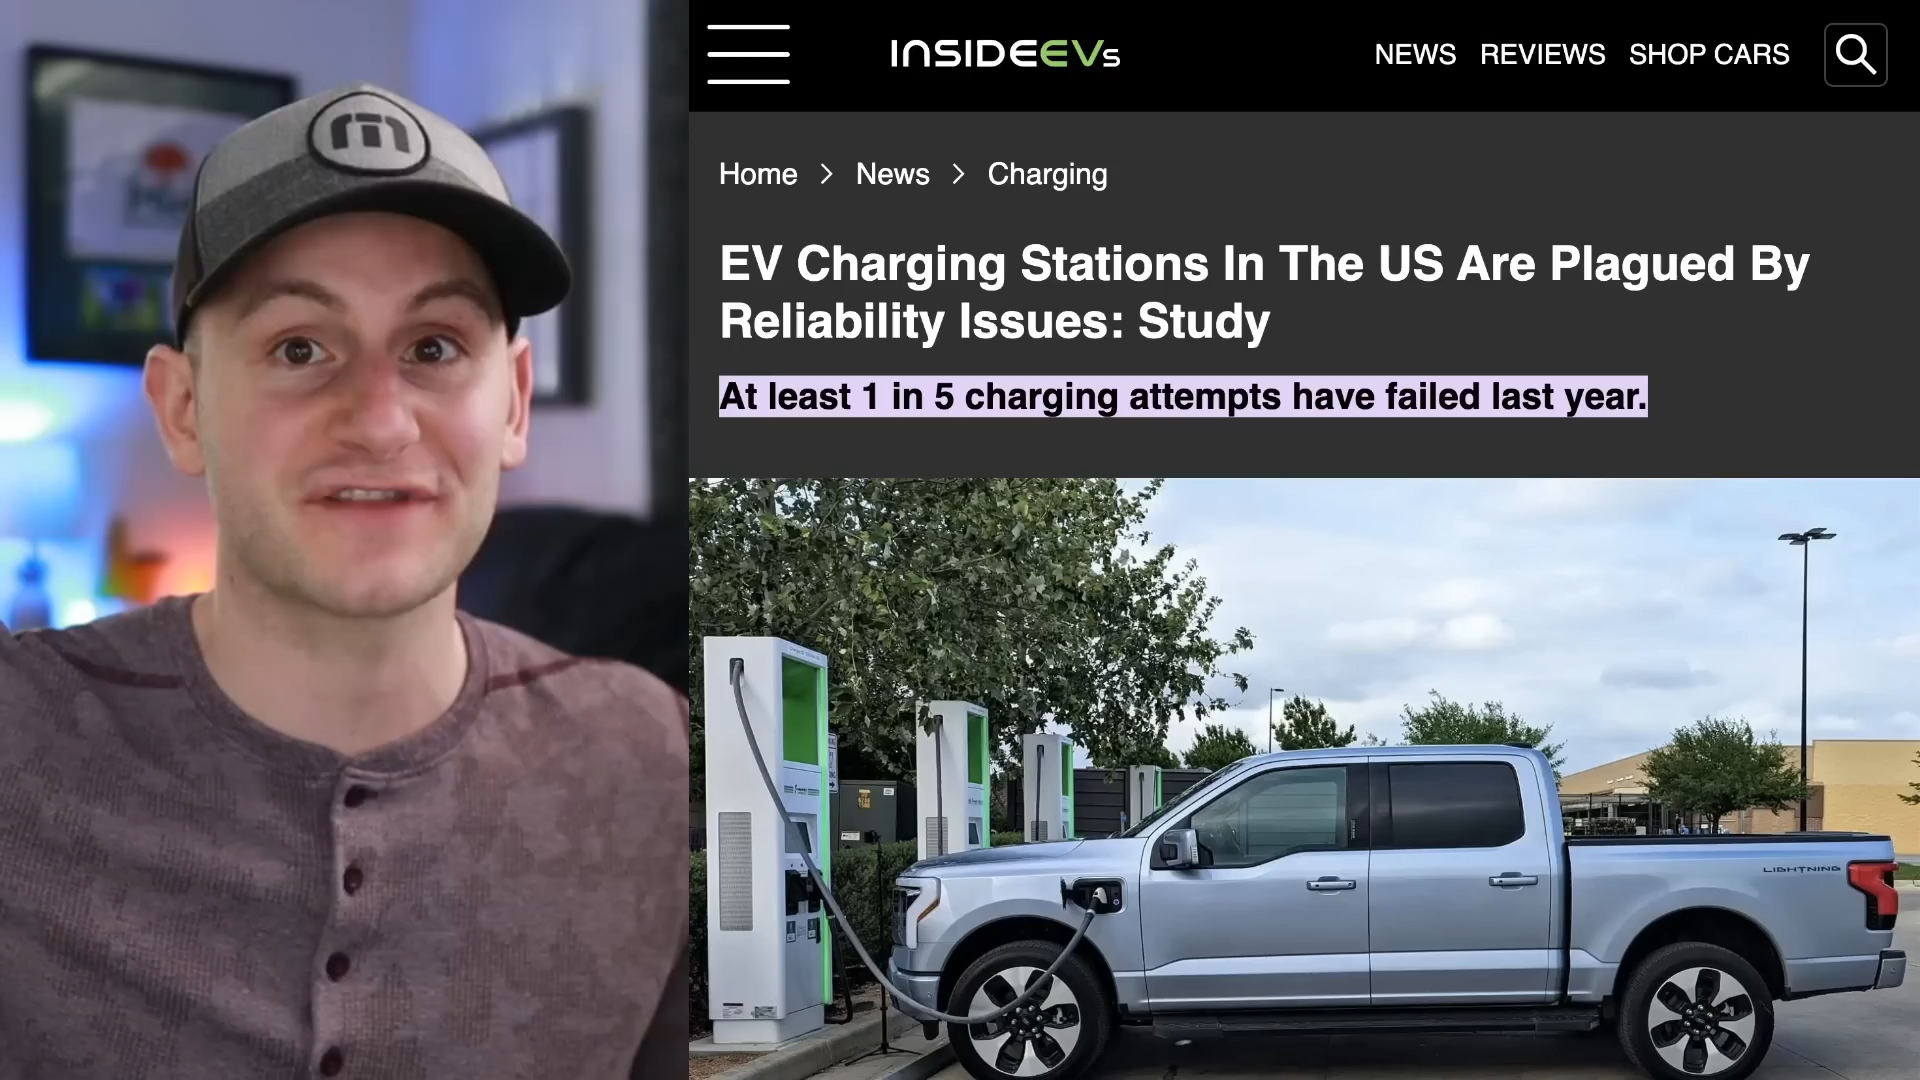 INSIDEEVs
NEWS REVIEWS SHOP CARS
Home > News > Charging
EV Charging Stations In The US Are Plagued By
Reliability Issues: Study
At least 1 in 5 charging attempts have failed last year.
LIGHTNING